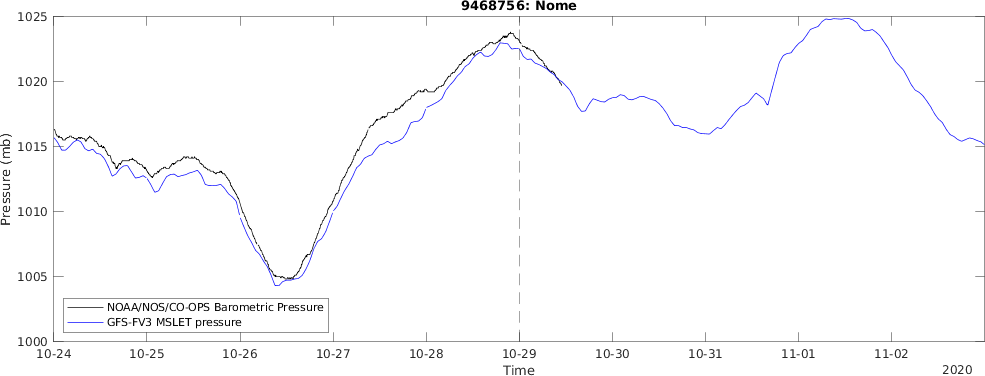 9468756: Nome
1025
1020
1015
1010
1005
1000
Pressure (mb)
NOAA/NOS/CO-OPS Barometric Pressure
GFS-FV3 MSLET pressure
10-24 10-25 10-26 10-27 10-28 10-29 10-30 10-31 11-01 11-02
Time
2020